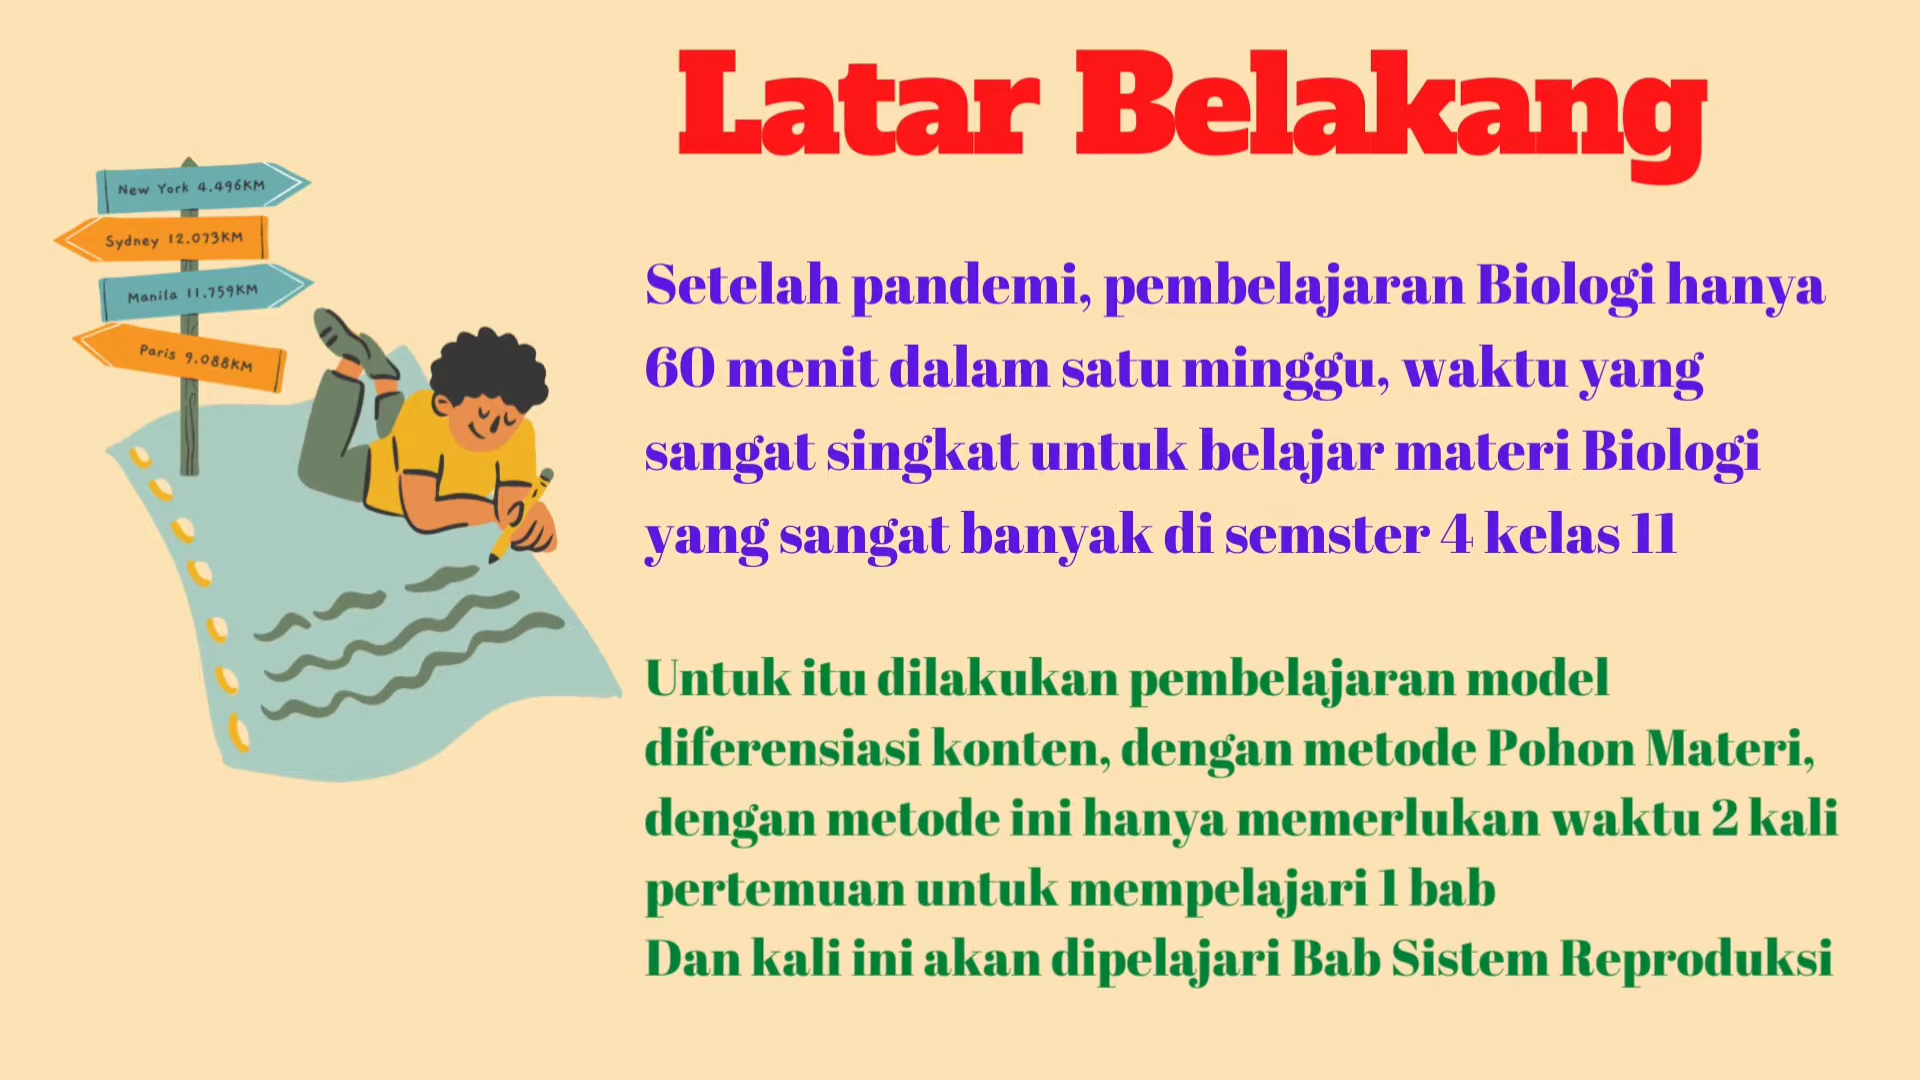 Latar Belakang
New York 4.496KM
Sydney 12.073KM
Manila 11.759KM
Paris 9.088KM
Setelah pandemi, pembelajaran Biologi hanya
60 menit dalam satu minggu, waktu yang
sangat singkat untuk belajar materi Biologi
yang sangat banyak di semster 4 kelas 11
Untuk itu dilakukan pembelajaran model
diferensiasi konten, dengan metode Pohon Materi,
dengan metode ini hanya memerlukan waktu 2 kali
pertemuan untuk mempelajari 1 bab
Dan kali ini akan dipelajari Bab Sistem Reproduksi